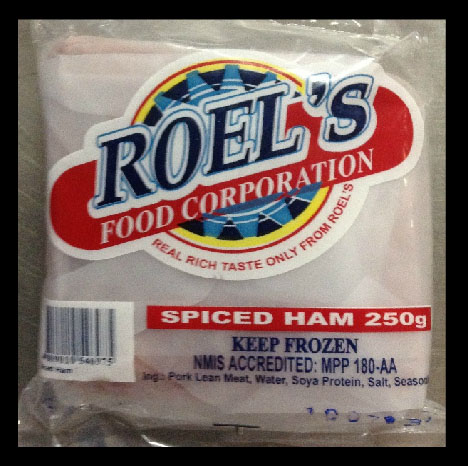 ROEL'S
FOOD CORPORATION
REAL RICH TASTE ONLY FROM ROEL'S
SPICED HAM 250g
KEEP FROZEN
NMIS ACCREDITED: MPP 180-AA
Pork Lean Meat, Water, Soya Protein, Salt, Season
Ham